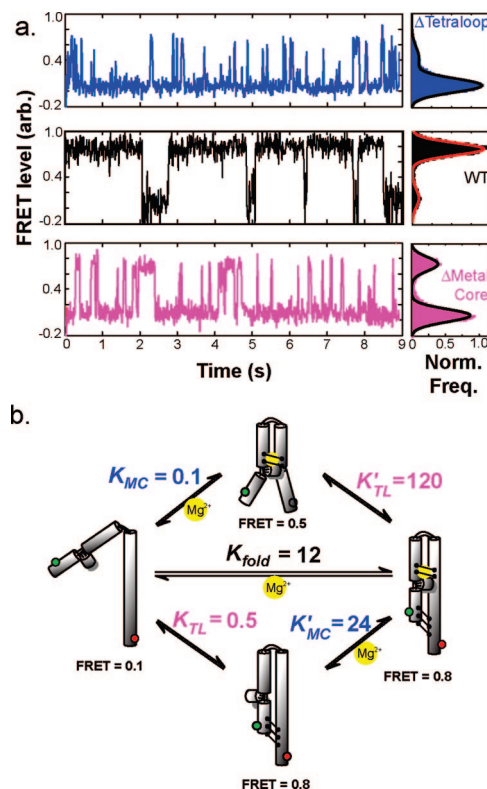 a.
1.0
0.4
-0.2
ΔTetraloop
1.0
0.4
-0.2
WT
1.0
0.4
-0.2
ΔMetal
Core
FRET level (arb.)
0 1 2 3 4 5 6 7 8 9
Time (s)
0 0.5 1.0
Norm.
Freq.
b.
K_MC = 0.1
Mg2+
FRET = 0.5
K'_TL = 120
K_fold = 12
Mg2+
FRET = 0.1
FRET = 0.8
K_TL = 0.5
K'_MC = 24
Mg2+
FRET = 0.8